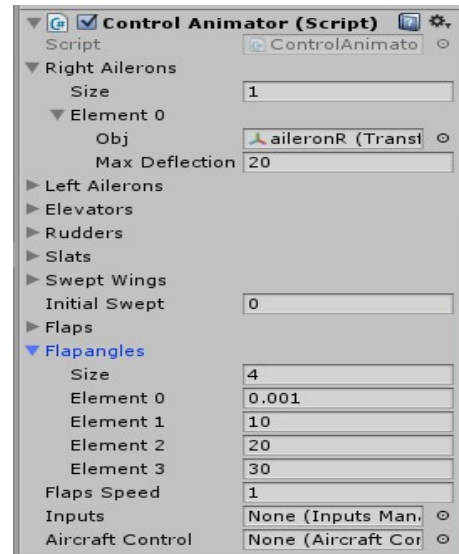 Control Animator (Script)
Script ControlAnimato
Right Ailerons
Size 1
Element 0
Obj aileronR (Transf
Max Deflection 20
Left Ailerons
Elevators
Rudders
Slats
Swept Wings
Initial Swept 0
Flaps
Flapangles
Size 4
Element 0 0.001
Element 1 10
Element 2 20
Element 3 30
Flaps Speed 1
Inputs None (Inputs Man.
Aircraft Control None (Aircraft Cor